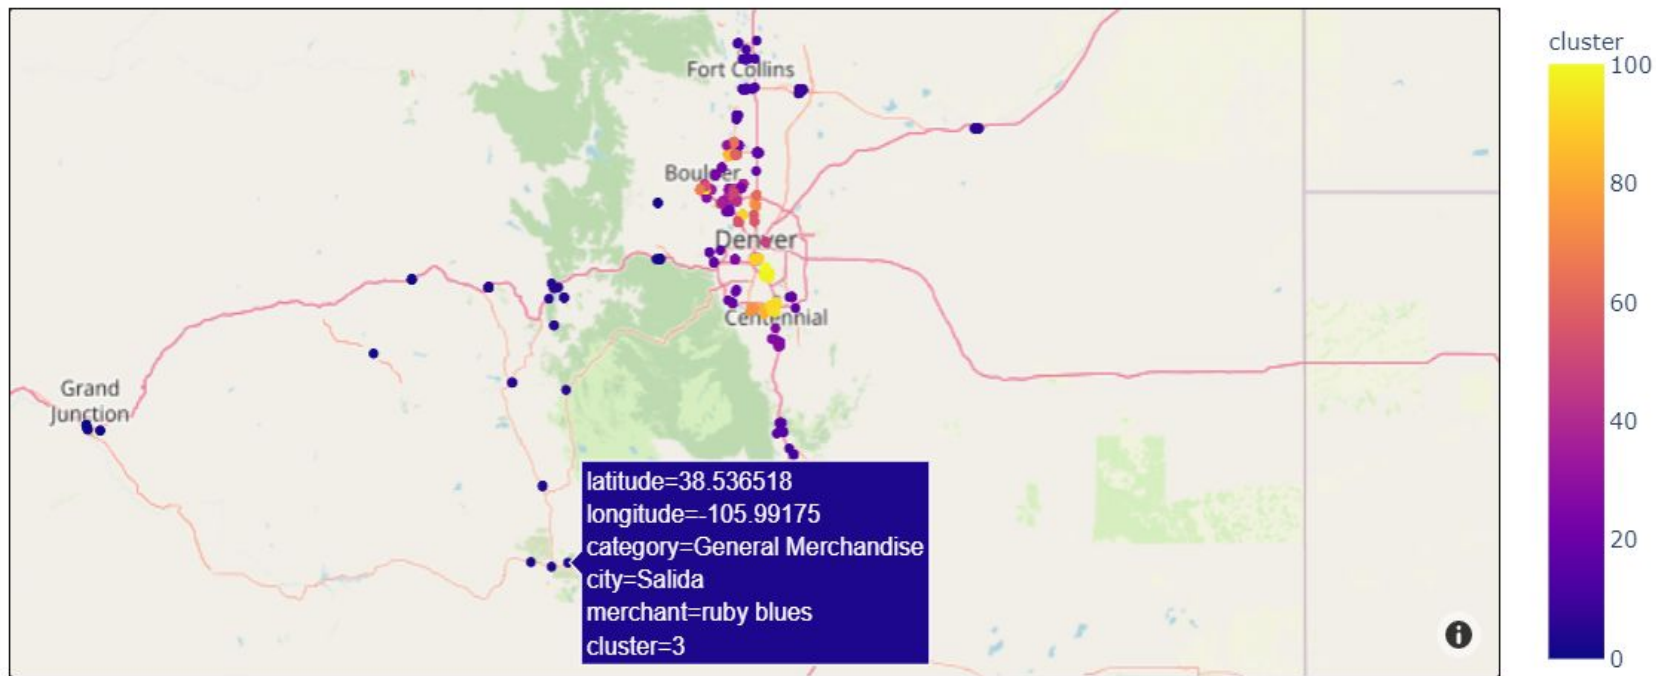 cluster
100
80
60
40
20
0
Fort Collins
Boulder
Denver
Centennial
Grand
Junction
latitude=38.536518
longitude=-105.99175
category=General Merchandise
city=Salida
merchant=ruby blues
cluster=3
i